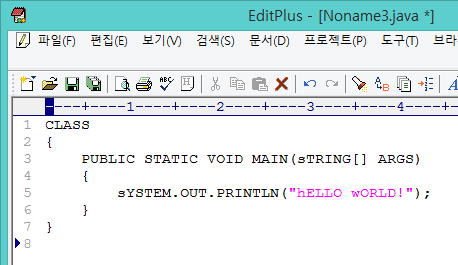 EditPlus - [Noname3.java *]
파일(F) 편집(E) 보기(V) 검색(S) 문서(D) 프로젝트(P) 도구(T) 브라
----+----1----+----2----+----3----+----4----+--
1 CLASS
2 {
3 PUBLIC STATIC VOID MAIN(sTRING[] ARGS)
4 {
5 sYSTEM.OUT.PRINTLN("hELLO wORLD!");
6 }
7 }
8